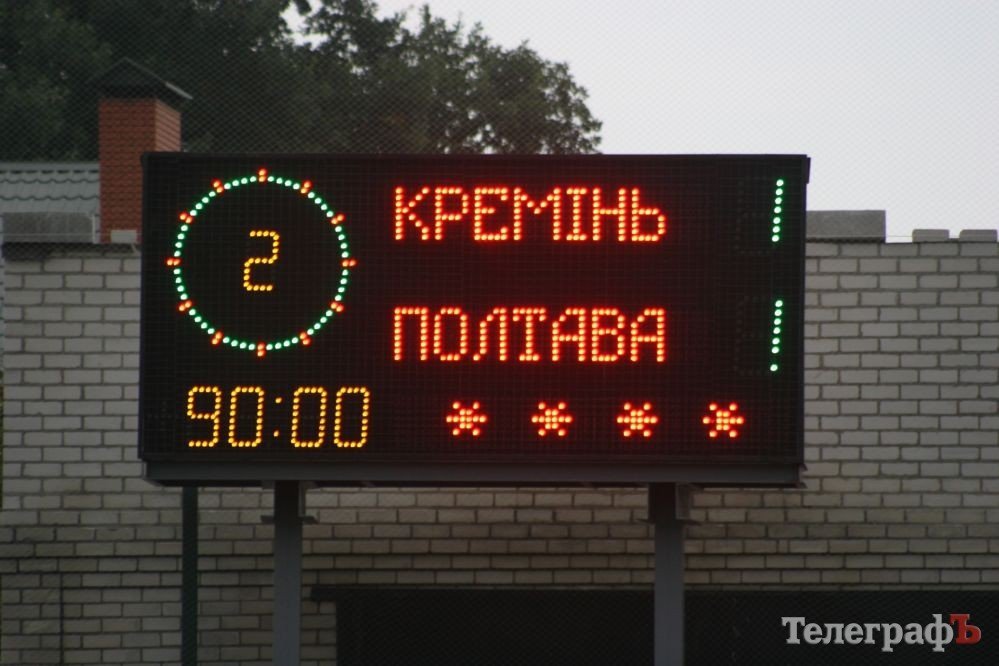 2 КРЕМІНЬ 1
ПОЛТАВА 1
90:00 * * * *
ТелеграфЪ